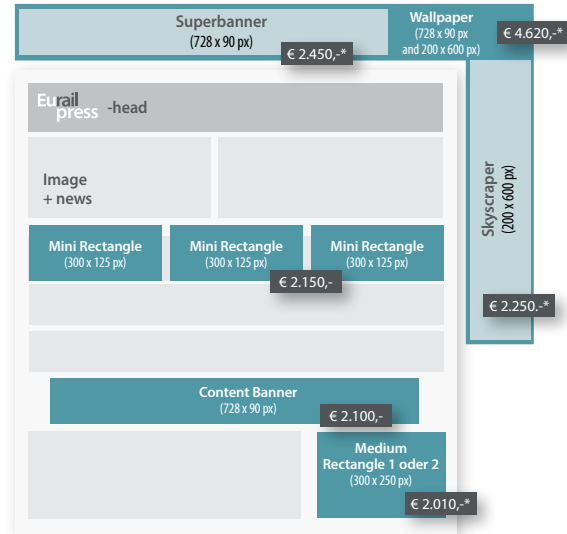 Superbanner
(728 x 90 px)
€ 2.450,-*
Wallpaper
(728 x 90 px
and 200 x 600 px)
€ 4.620,-*
Eurail
press -head
Image
+ news
Skyscraper
(200 x 600 px)
€ 2.250.-*
Mini Rectangle
(300 x 125 px)
Mini Rectangle
(300 x 125 px)
Mini Rectangle
(300 x 125 px)
€ 2.150,-
Content Banner
(728 x 90 px)
€ 2.100,-
Medium
Rectangle 1 oder 2
(300 x 250 px)
€ 2.010,-*